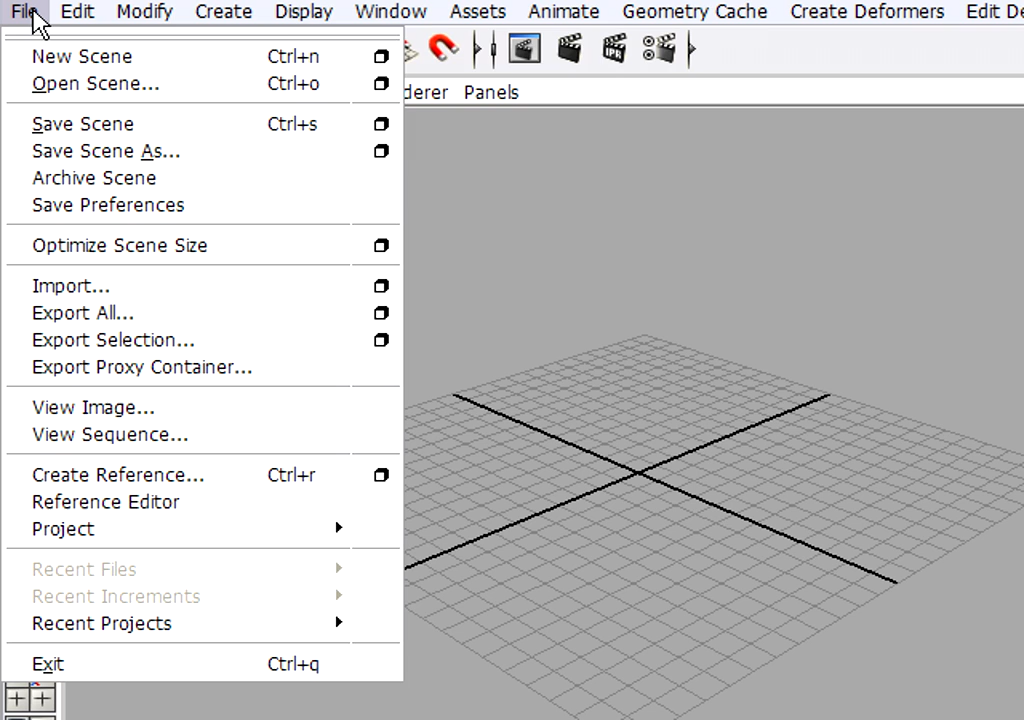 File Edit Modify Create Display Window Assets Animate Geometry Cache Create Deformers Edit De
New Scene Ctrl+n
Open Scene... Ctrl+o
derer Panels
Save Scene Ctrl+s
Save Scene As...
Archive Scene
Save Preferences
Optimize Scene Size
Import...
Export All...
Export Selection...
Export Proxy Container...
View Image...
View Sequence...
Create Reference... Ctrl+r
Reference Editor
Project
Recent Files
Recent Increments
Recent Projects
Exit Ctrl+q
IPR